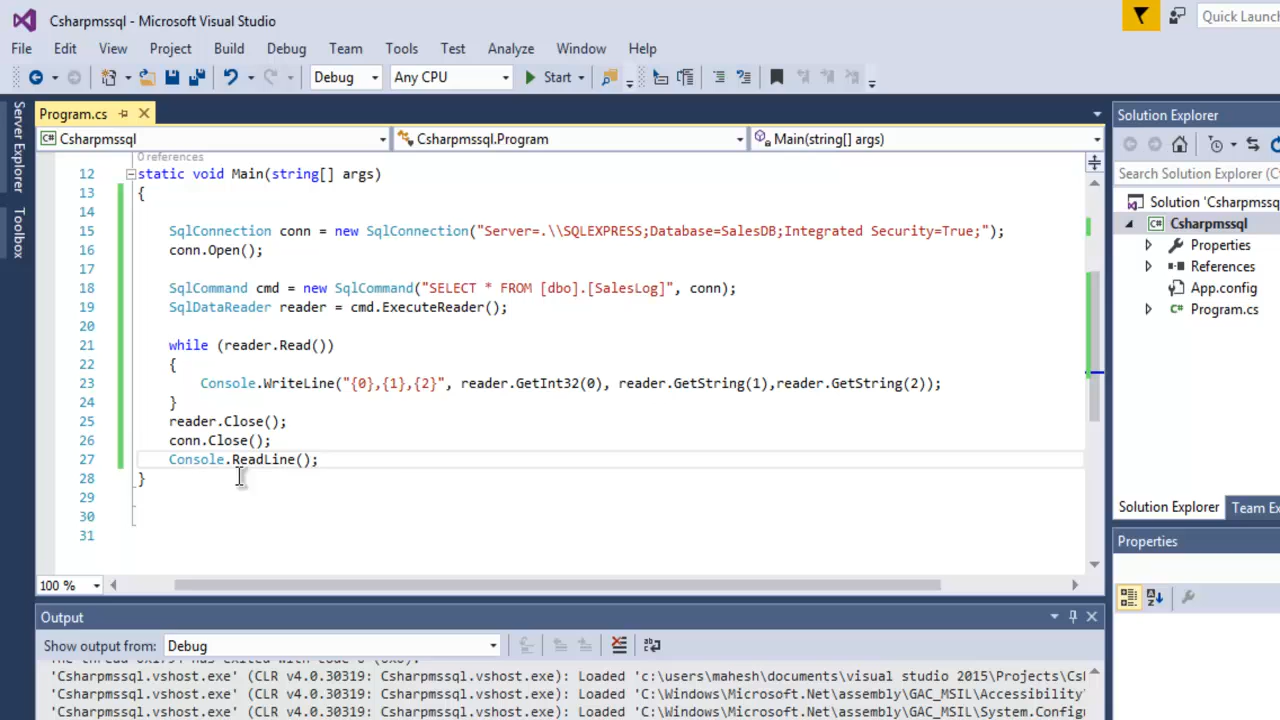 Csharpmssql - Microsoft Visual Studio
Quick Launc
File Edit View Project Build Debug Team Tools Test Analyze Window Help
Debug Any CPU Start
Server Explorer
Toolbox
Program.cs
Csharpmssql Csharpmssql.Program Main(string[] args)
0 references
12 static void Main(string[] args)
13 {
14
15 SqlConnection conn = new SqlConnection("Server=.\\SQLEXPRESS;Database=SalesDB;Integrated Security=True;");
16 conn.Open();
17
18 SqlCommand cmd = new SqlCommand("SELECT * FROM [dbo].[SalesLog]", conn);
19 SqlDataReader reader = cmd.ExecuteReader();
20
21 while (reader.Read())
22 {
23 Console.WriteLine("{0},{1},{2}", reader.GetInt32(0), reader.GetString(1),reader.GetString(2));
24 }
25 reader.Close();
26 conn.Close();
27 Console.ReadLine();
28 }
29
30
31
100 %
Solution Explorer
Search Solution Explorer (C
Solution 'Csharpmssq
Csharpmssql
Properties
References
App.config
Program.cs
Solution Explorer Team Ex
Properties
Output
Show output from: Debug
'Csharpmssql.vshost.exe' (CLR v4.0.30319: Csharpmssql.vshost.exe): Loaded 'c:\users\mahesh\documents\visual studio 2015\Projects\Csh
'Csharpmssql.vshost.exe' (CLR v4.0.30319: Csharpmssql.vshost.exe): Loaded 'C:\Windows\Microsoft.Net\assembly\GAC_MSIL\Accessibility\
'Csharpmssql.vshost.exe' (CLR v4.0.30319: Csharpmssql.vshost.exe): Loaded 'C:\Windows\Microsoft.Net\assembly\GAC_MSIL\System.Configu